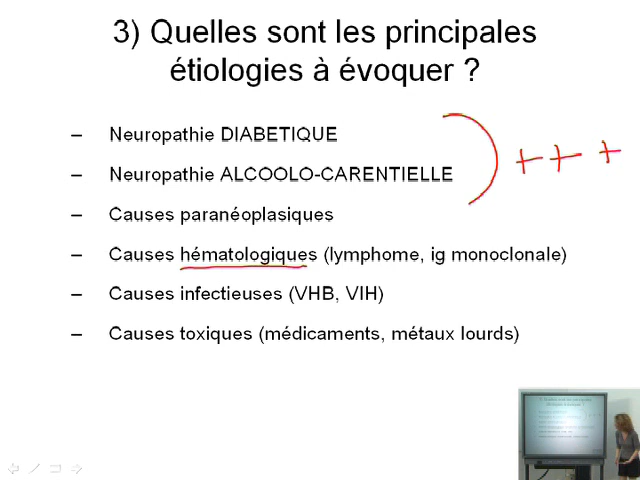 3) Quelles sont les principales
étiologies à évoquer ?
– Neuropathie DIABETIQUE
– Neuropathie ALCOOLO-CARENTIELLE
+++
– Causes paranéoplasiques
– Causes hématologiques (lymphome, ig monoclonale)
– Causes infectieuses (VHB, VIH)
– Causes toxiques (médicaments, métaux lourds)